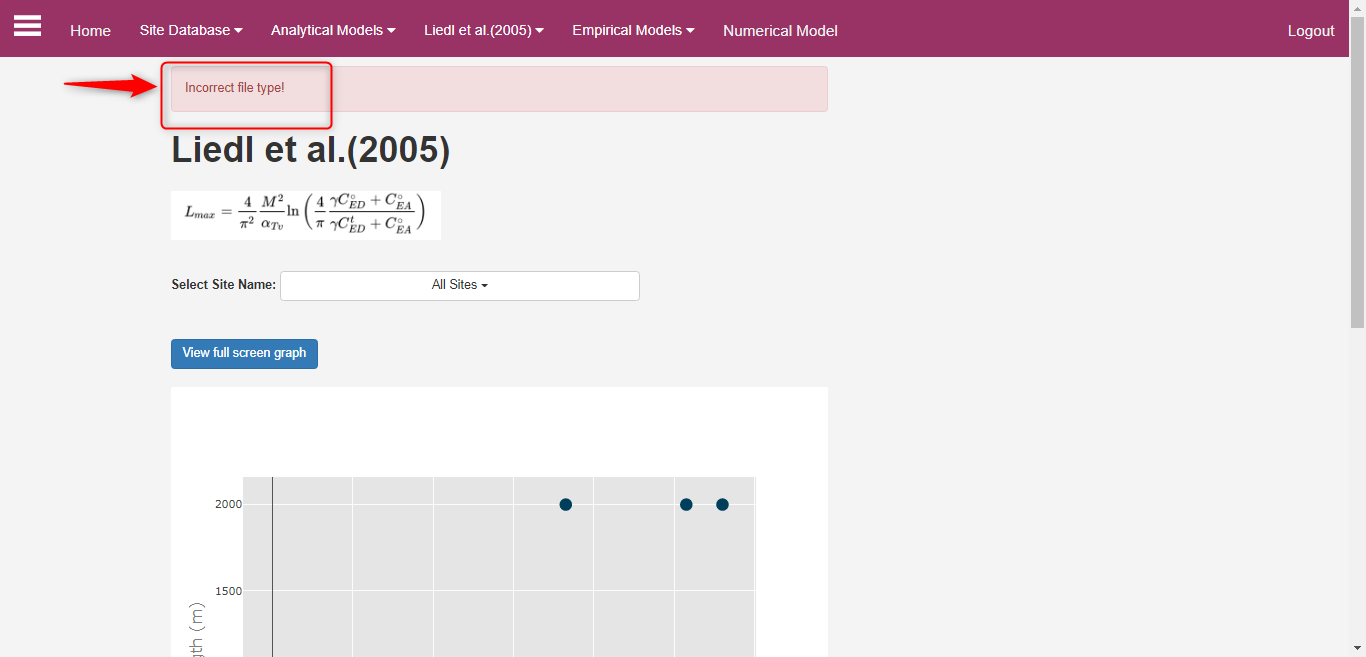 Home Site Database Analytical Models Liedl et al.(2005) Empirical Models Numerical Model Logout
Incorrect file type!
Liedl et al.(2005)
L_{max} = \frac{4}{\pi^2} \frac{M^2}{\alpha_{Tv}} \ln \left( \frac{4}{\pi} \frac{\gamma C_{ED}^{\circ} + C_{EA}^{\circ}}{\gamma C_{ED}^{t} + C_{EA}^{\circ}} \right)
Select Site Name: All Sites
View full screen graph
2000
1500
gth (m)